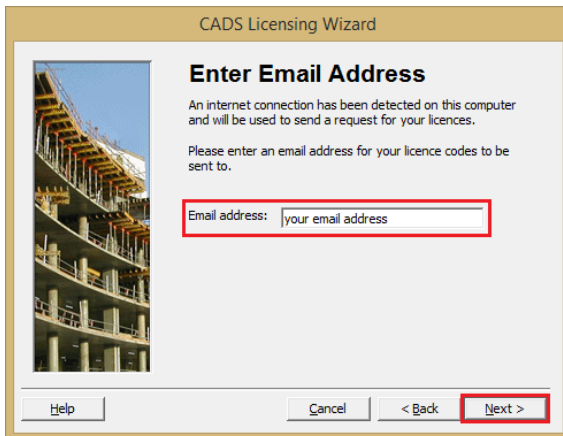 CADS Licensing Wizard
Enter Email Address
An internet connection has been detected on this computer
and will be used to send a request for your licences.
Please enter an email address for your licence codes to be
sent to.
Email address: your email address
Help Cancel < Back Next >